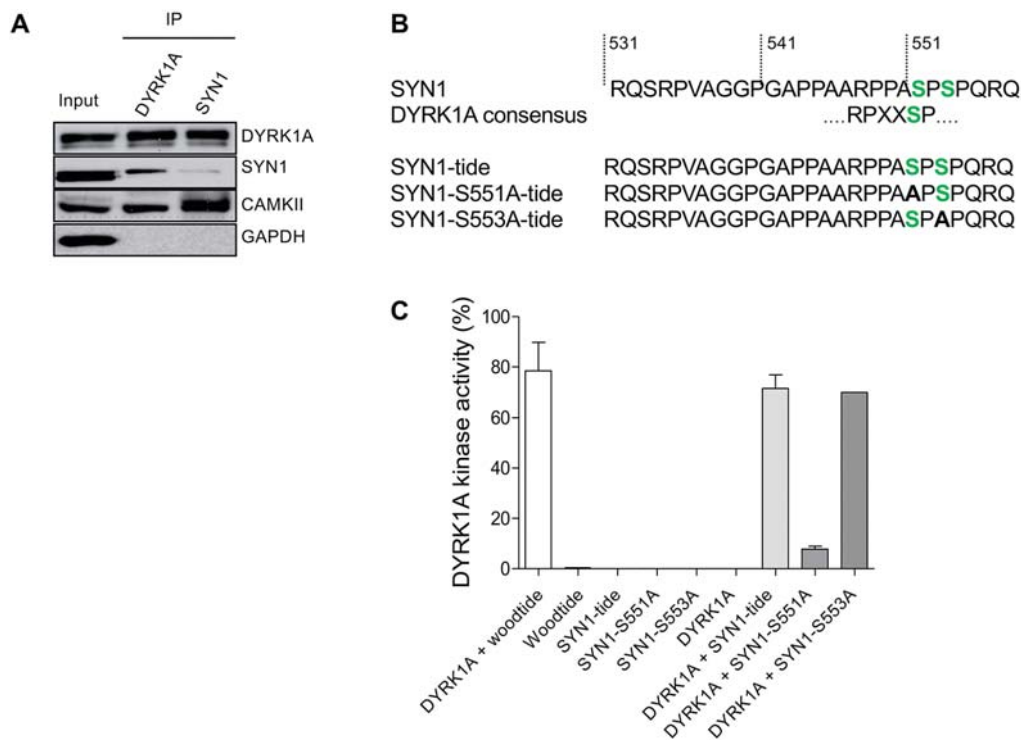 A
IP
Input
DYRK1A
SYN1
DYRK1A
SYN1
CAMKII
GAPDH
B
531
541
551
SYN1
RQSRPVAGGPGAPPAARPPASPSPQRQ
DYRK1A consensus
....RPXXSP....
SYN1-tide
RQSRPVAGGPGAPPAARPPASPSPQRQ
SYN1-S551A-tide
RQSRPVAGGPGAPPAARPPAAPSPQRQ
SYN1-S553A-tide
RQSRPVAGGPGAPPAARPPASPAPQRQ
C
DYRK1A kinase activity (%)
100
80
60
40
20
0
DYRK1A + woodtide
Woodtide
SYN1-tide
SYN1-S551A
SYN1-S553A
DYRK1A
DYRK1A + SYN1-tide
DYRK1A + SYN1-S551A
DYRK1A + SYN1-S553A